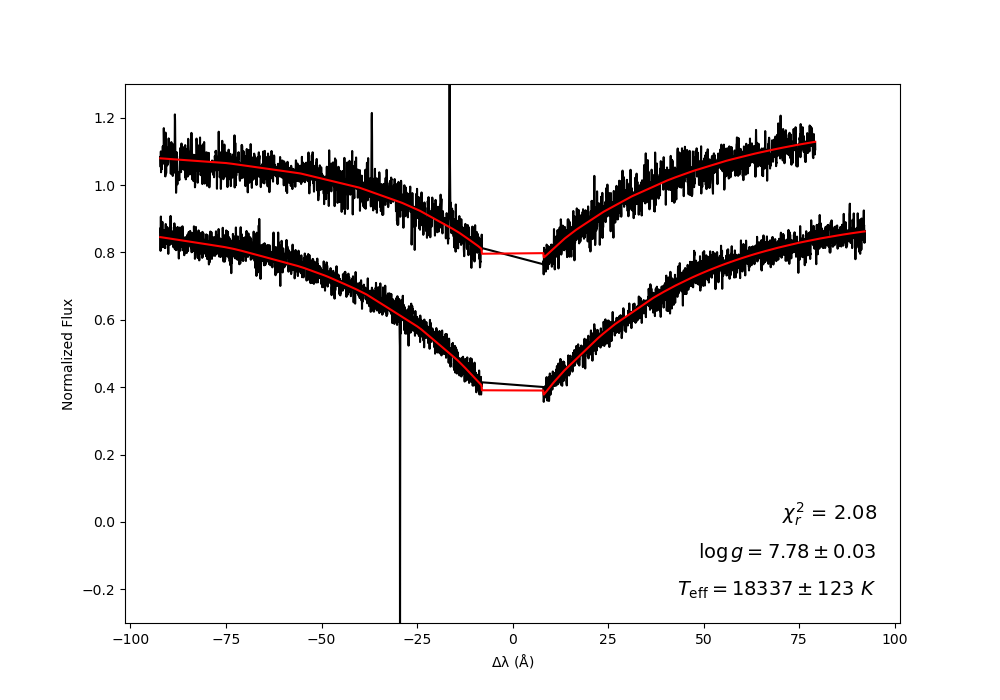 1.2
1.0
0.8
0.6
0.4
0.2
0.0
−0.2
Normalized Flux
χ²ᵣ = 2.08
log g = 7.78 ± 0.03
T_eff = 18337 ± 123 K
−100 −75 −50 −25 0 25 50 75 100
Δλ (Å)